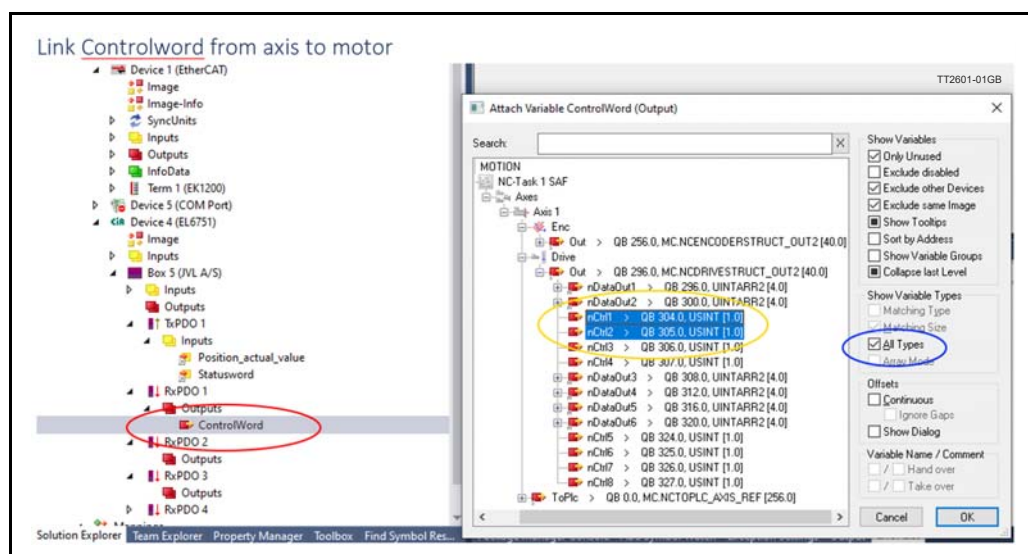 Link Controlword from axis to motor
TT2601-01GB
Device 1 (EtherCAT)
Image
Image-Info
SyncUnits
Inputs
Outputs
InfoData
Term 1 (EK1200)
Device 5 (COM Port)
Device 4 (EL6751)
Image
Inputs
Box 5 (JVL A/S)
Inputs
Outputs
TxPDO 1
Inputs
Position_actual_value
Statusword
RxPDO 1
Outputs
ControlWord
RxPDO 2
Outputs
RxPDO 3
Outputs
RxPDO 4
Solution Explorer Team Explorer Property Manager Toolbox Find Symbol Res...
Attach Variable ControlWord (Output)
Search:
MOTION
NC-Task 1 SAF
Axes
Axis 1
Enc
Out > QB 256.0, MC.NCENCODERSTRUCT_OUT2 [40.0]
Drive
Out > QB 296.0, MC.NCDRIVESTRUCT_OUT2 [40.0]
nDataOut1 > QB 296.0, UINTARR2 [4.0]
nDataOut2 > QB 300.0, UINTARR2 [4.0]
nCtrl1 > QB 304.0, USINT [1.0]
nCtrl2 > QB 305.0, USINT [1.0]
nCtrl3 > QB 306.0, USINT [1.0]
nCtrl4 > QB 307.0, USINT [1.0]
nDataOut3 > QB 308.0, UINTARR2 [4.0]
nDataOut4 > QB 312.0, UINTARR2 [4.0]
nDataOut5 > QB 316.0, UINTARR2 [4.0]
nDataOut6 > QB 320.0, UINTARR2 [4.0]
nCtrl5 > QB 324.0, USINT [1.0]
nCtrl6 > QB 325.0, USINT [1.0]
nCtrl7 > QB 326.0, USINT [1.0]
nCtrl8 > QB 327.0, USINT [1.0]
ToPlc > QB 0.0, MC.NCTOPLC_AXIS_REF [256.0]
Show Variables
Only Unused
Exclude disabled
Exclude other Devices
Exclude same Image
Show Tooltips
Sort by Address
Show Variable Groups
Collapse last Level
Show Variable Types
Matching Type
Matching Size
All Types
Array Mode
Offsets
Continuous
Ignore Gaps
Show Dialog
Variable Name / Comment
/ Hand over
/ Take over
Cancel OK